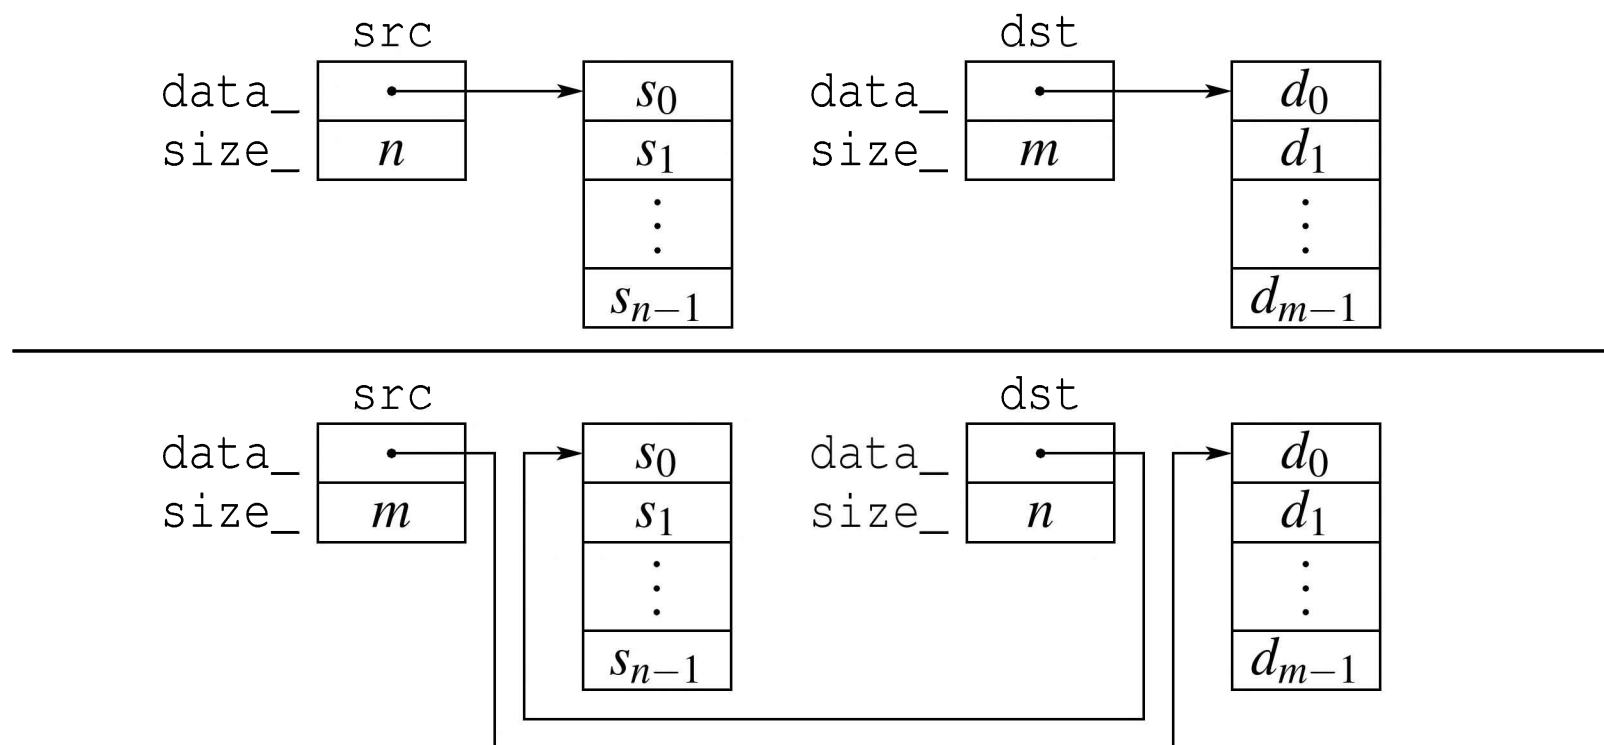 src dst
data_ s₀ data_ d₀
size_ n s₁ size_ m d₁
⋮ ⋮
sₙ₋₁ dₘ₋₁
src dst
data_ s₀ data_ d₀
size_ m s₁ size_ n d₁
⋮ ⋮
sₙ₋₁ dₘ₋₁